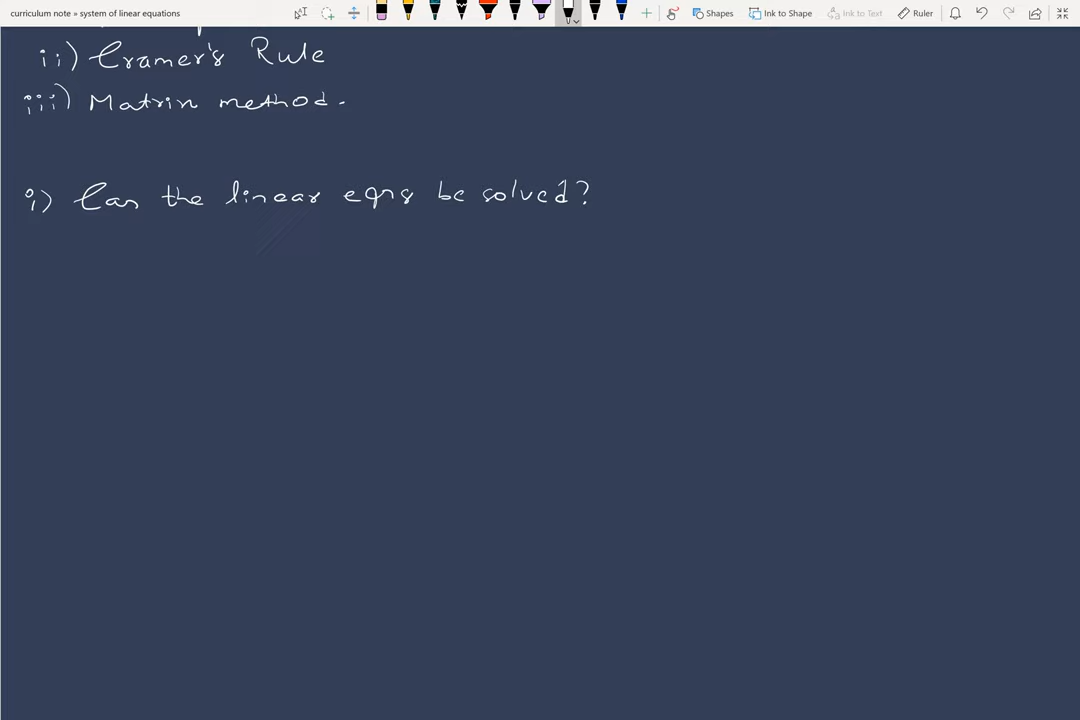 curriculum note » system of linear equations
Shapes
Ink to Shape
Ink to Text
Ruler
ii) Cramer's Rule
iii) Matrix method.
i) Can the linear eqns be solved?